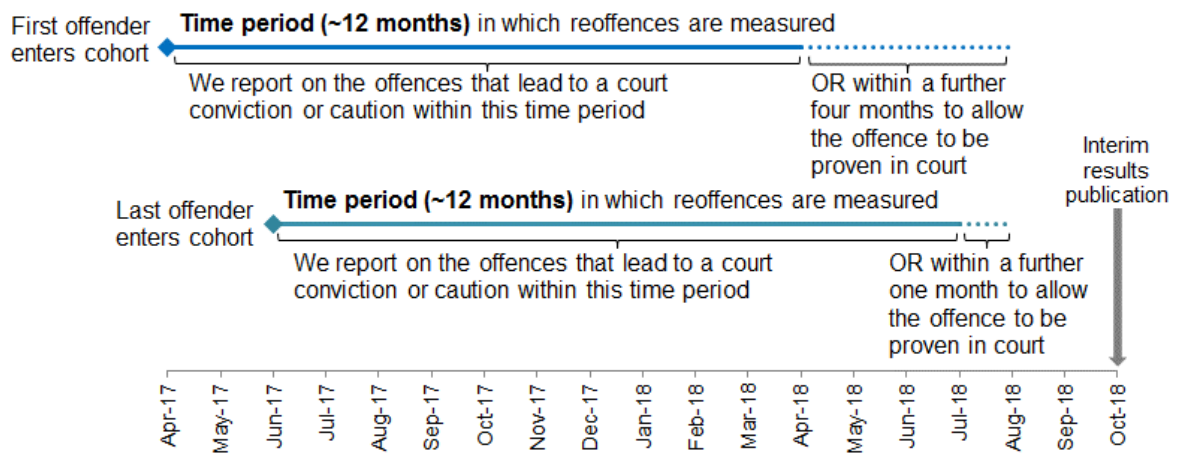 First offender
enters cohort
Time period (~12 months) in which reoffences are measured
We report on the offences that lead to a court
conviction or caution within this time period
OR within a further
four months to allow
the offence to be
proven in court
Interim
results
publication
Last offender
enters cohort
Time period (~12 months) in which reoffences are measured
We report on the offences that lead to a court
conviction or caution within this time period
OR within a further
one month to allow
the offence to be
proven in court
Apr-17
May-17
Jun-17
Jul-17
Aug-17
Sep-17
Oct-17
Nov-17
Dec-17
Jan-18
Feb-18
Mar-18
Apr-18
May-18
Jun-18
Jul-18
Aug-18
Sep-18
Oct-18